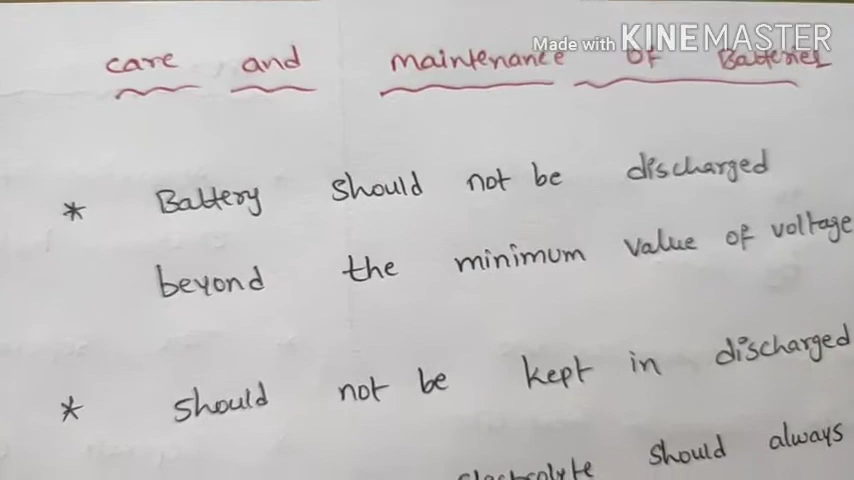 Made with KINEMASTER
care and maintenance of Batteries
* Battery should not be discharged
beyond the minimum value of voltage
* should not be kept in discharged
electrolyte should always